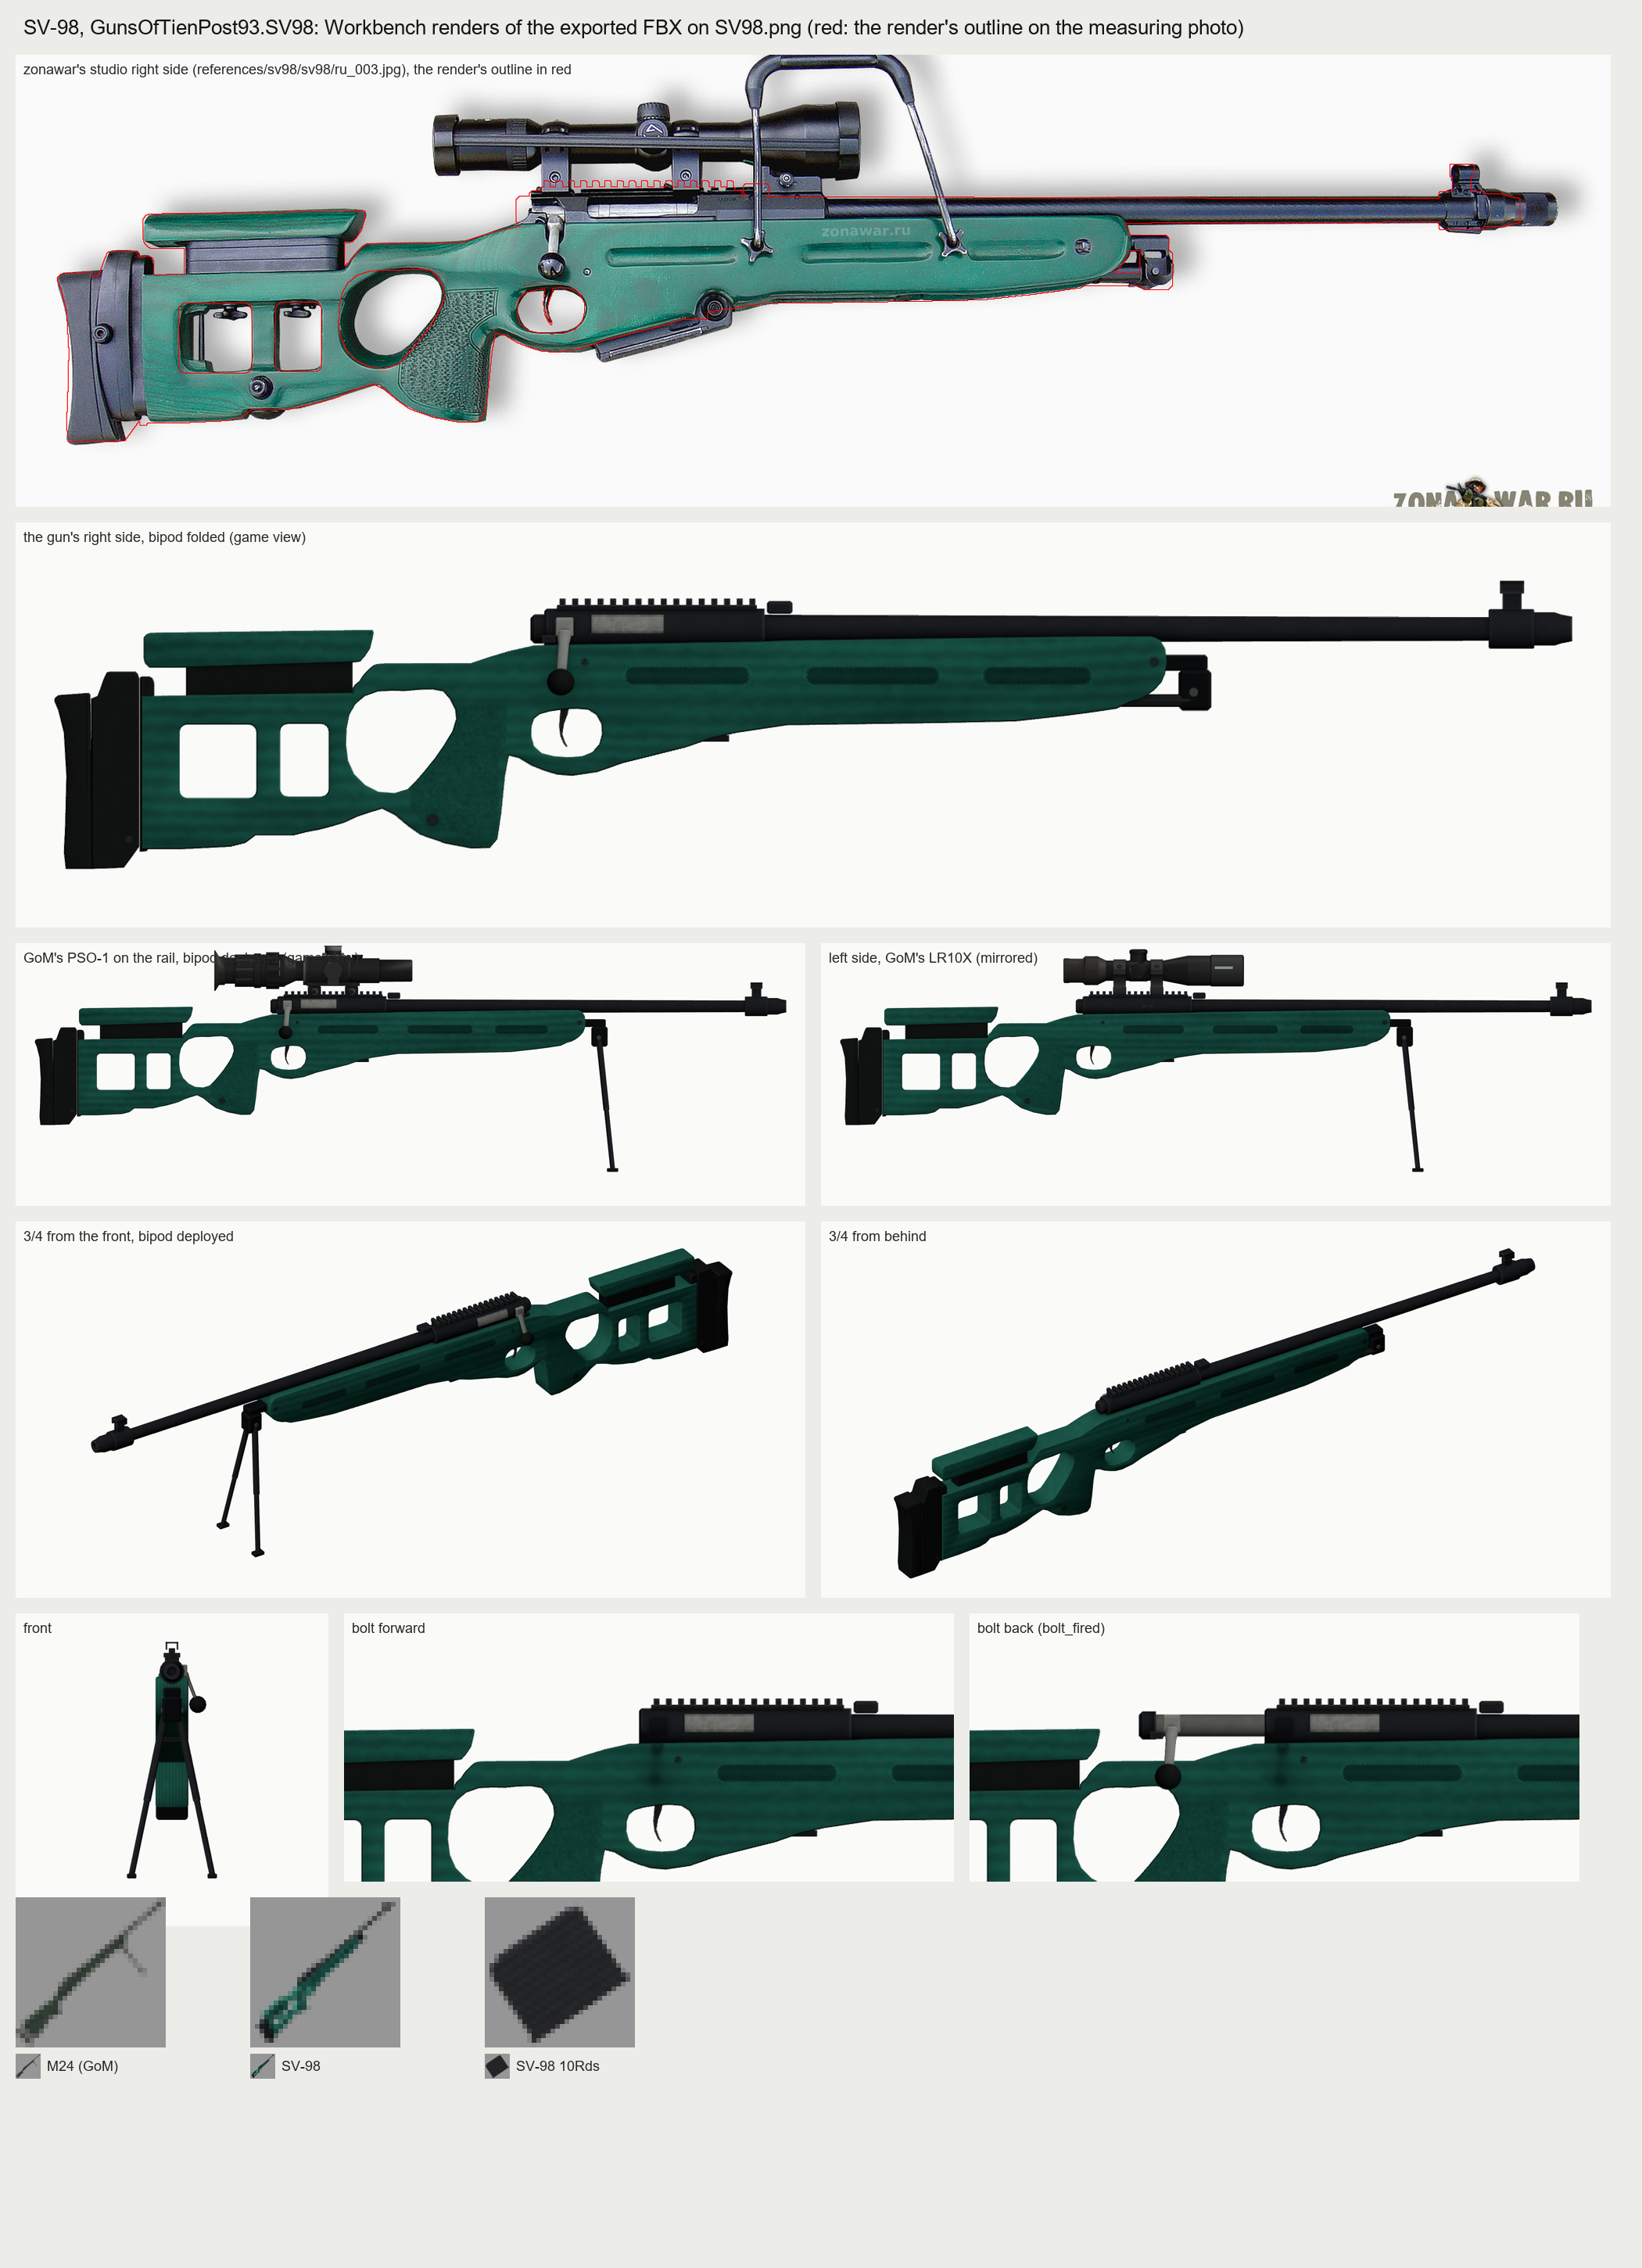 SV-98, GunsOfTienPost93.SV98: Workbench renders of the exported FBX on SV98.png (red: the render's outline on the measuring photo)
zonawar's studio right side (references/sv98/sv98/ru_003.jpg), the render's outline in red
zonawar.ru
the gun's right side, bipod folded (game view)
GoM's PSO-1 on the rail, bipod
left side, GoM's LR10X (mirrored)
3/4 from the front, bipod deployed
3/4 from behind
front
bolt forward
bolt back (bolt_fired)
M24 (GoM)
SV-98
SV-98 10Rds